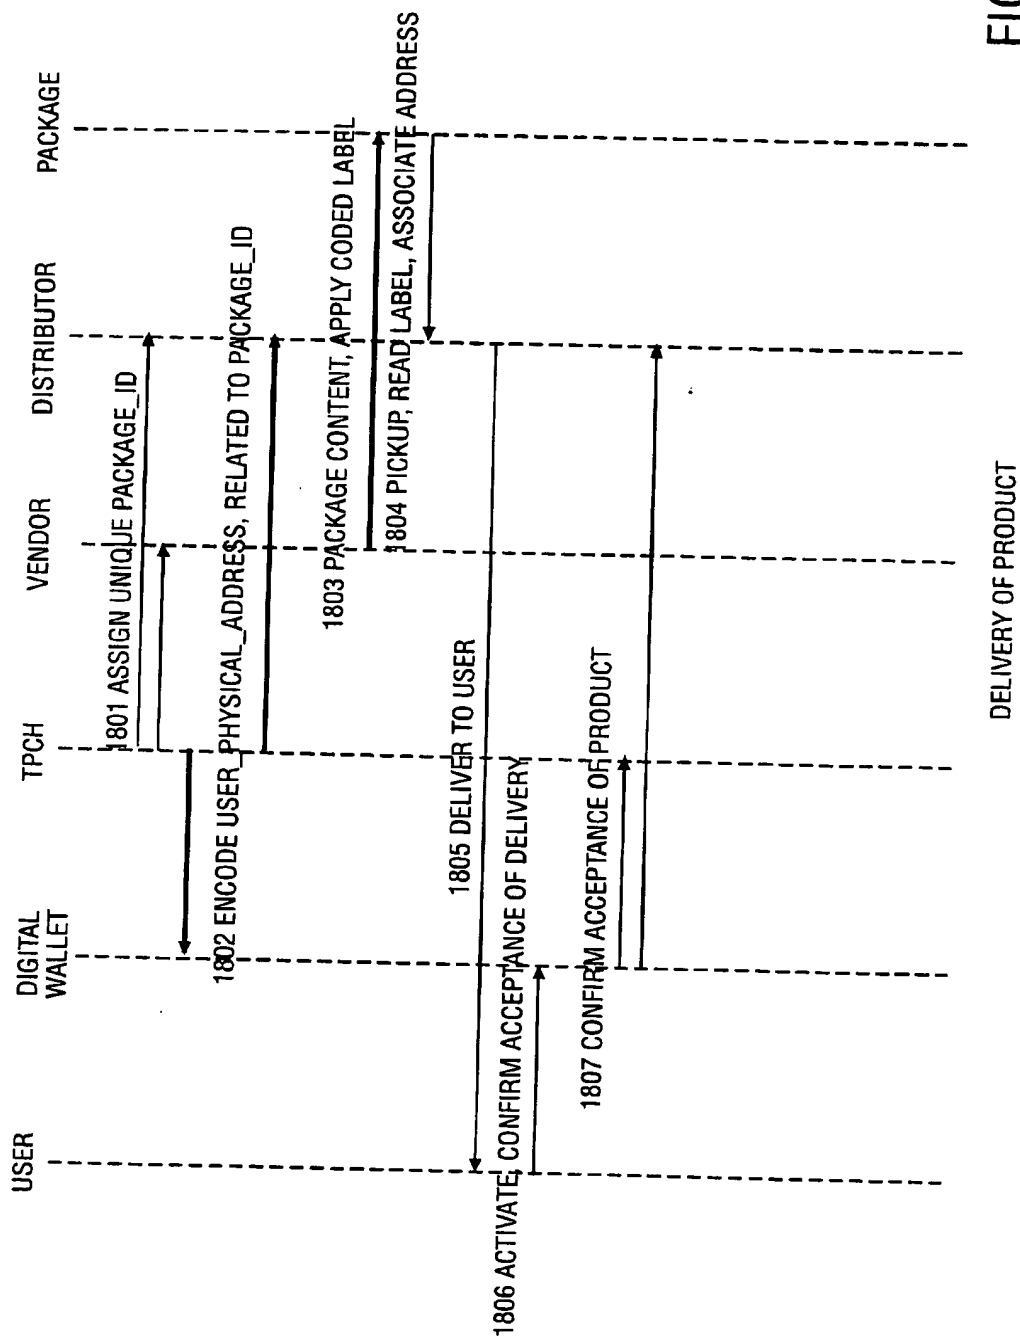 USER
DIGITAL
WALLET
TPCH
VENDOR
DISTRIBUTOR
PACKAGE
1801 ASSIGN UNIQUE PACKAGE_ID
1802 ENCODE USER_PHYSICAL_ADDRESS, RELATED TO PACKAGE_ID
1803 PACKAGE CONTENT, APPLY CODED LABEL
1804 PICKUP, READ LABEL, ASSOCIATE ADDRESS
1805 DELIVER TO USER
1806 ACTIVATE, CONFIRM ACCEPTANCE OF DELIVERY
1807 CONFIRM ACCEPTANCE OF PRODUCT
DELIVERY OF PRODUCT